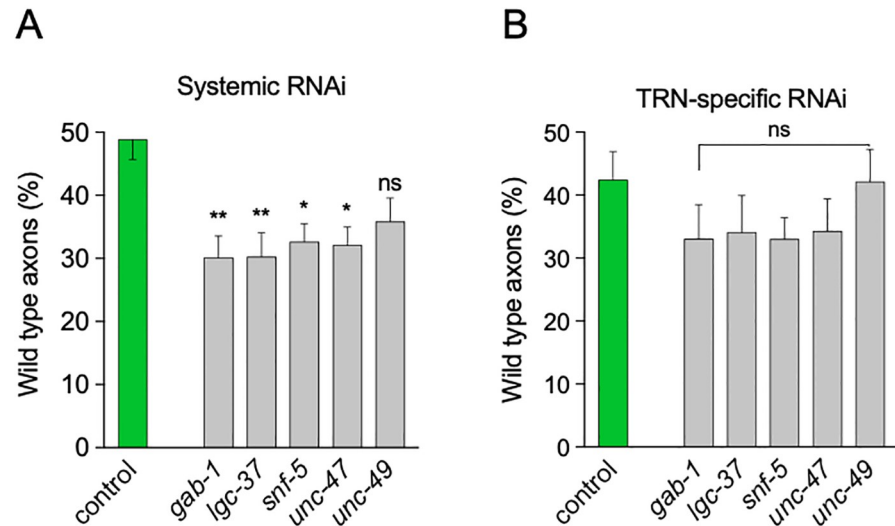 A
Systemic RNAi
Wild type axons (%)
50
40
30
20
10
0
** ** * * ns
control gab-1 lgc-37 snf-5 unc-47 unc-49
B
TRN-specific RNAi
ns
Wild type axons (%)
50
40
30
20
10
0
control gab-1 lgc-37 snf-5 unc-47 unc-49